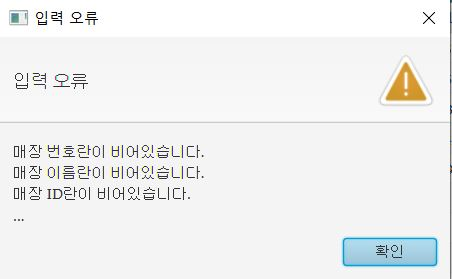 입력 오류
입력 오류
매장 번호란이 비어있습니다.
매장 이름란이 비어있습니다.
매장 ID란이 비어있습니다.
...
확인